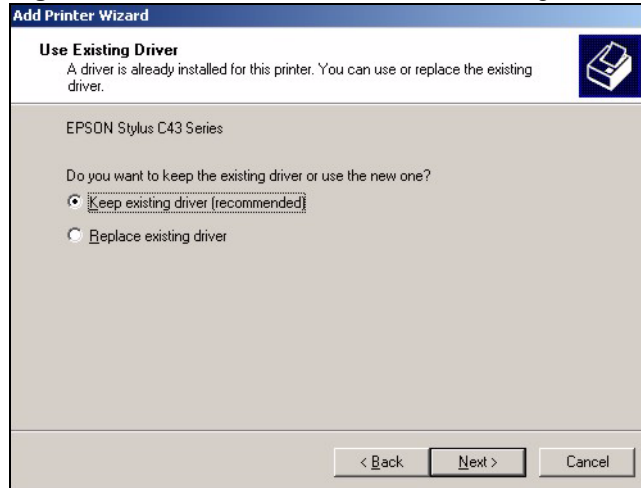 Add Printer Wizard
Use Existing Driver
A driver is already installed for this printer. You can use or replace the existing
driver.
EPSON Stylus C43 Series
Do you want to keep the existing driver or use the new one?
Keep existing driver (recommended)
Replace existing driver
< Back Next > Cancel